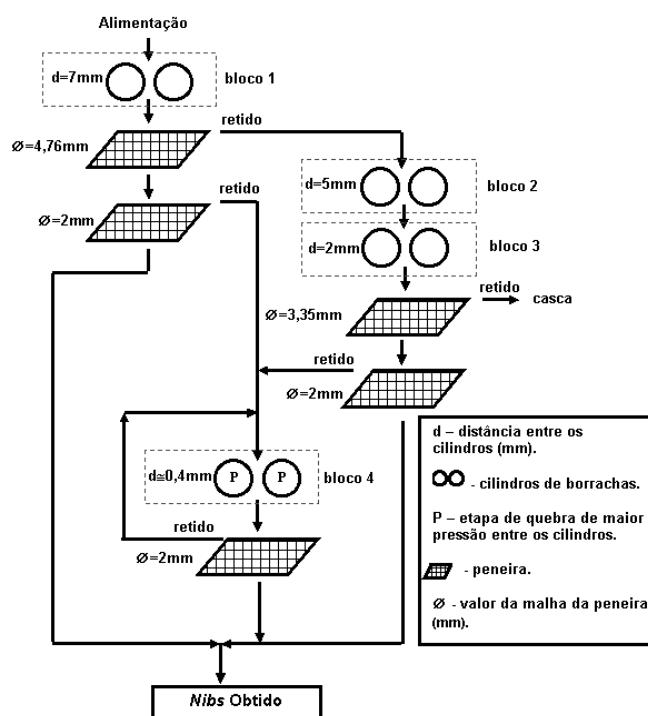 Alimentação
d=7mm
bloco 1
retido
Ø=4,76mm
retido
d=5mm
bloco 2
Ø=2mm
d=2mm
bloco 3
retido
casca
Ø=3,35mm
retido
Ø=2mm
d≅0,4mm
P
P
bloco 4
retido
Ø=2mm
d – distância entre os
cilindros (mm).
- cilindros de borrachas.
P – etapa de quebra de maior
pressão entre os cilindros.
- peneira.
Ø - valor da malha da peneira
(mm).
Nibs Obtido